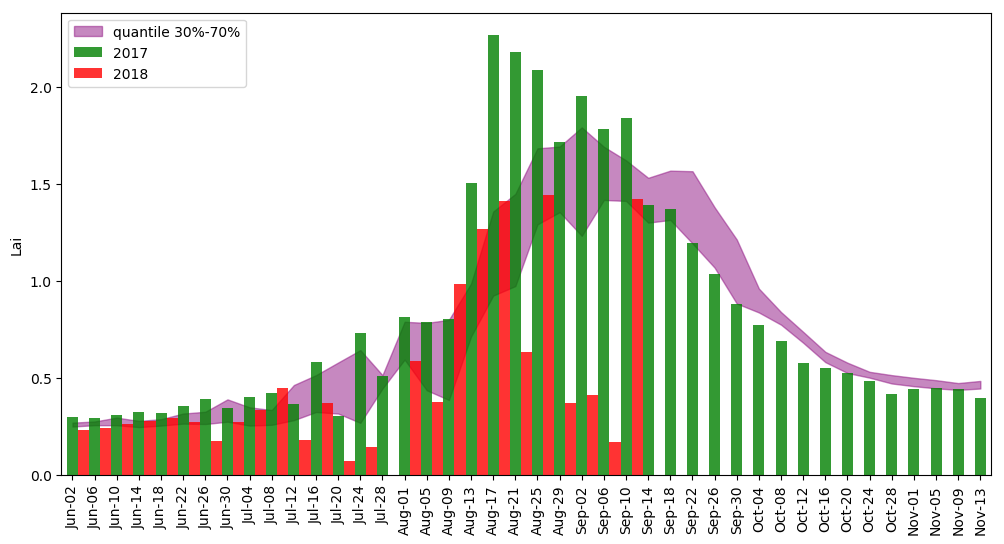 quantile 30%-70%
2017
2018
Lai
2.0
1.5
1.0
0.5
0.0
Jun-02
Jun-06
Jun-10
Jun-14
Jun-18
Jun-22
Jun-26
Jun-30
Jul-04
Jul-08
Jul-12
Jul-16
Jul-20
Jul-24
Jul-28
Aug-01
Aug-05
Aug-09
Aug-13
Aug-17
Aug-21
Aug-25
Aug-29
Sep-02
Sep-06
Sep-10
Sep-14
Sep-18
Sep-22
Sep-26
Sep-30
Oct-04
Oct-08
Oct-12
Oct-16
Oct-20
Oct-24
Oct-28
Nov-01
Nov-05
Nov-09
Nov-13